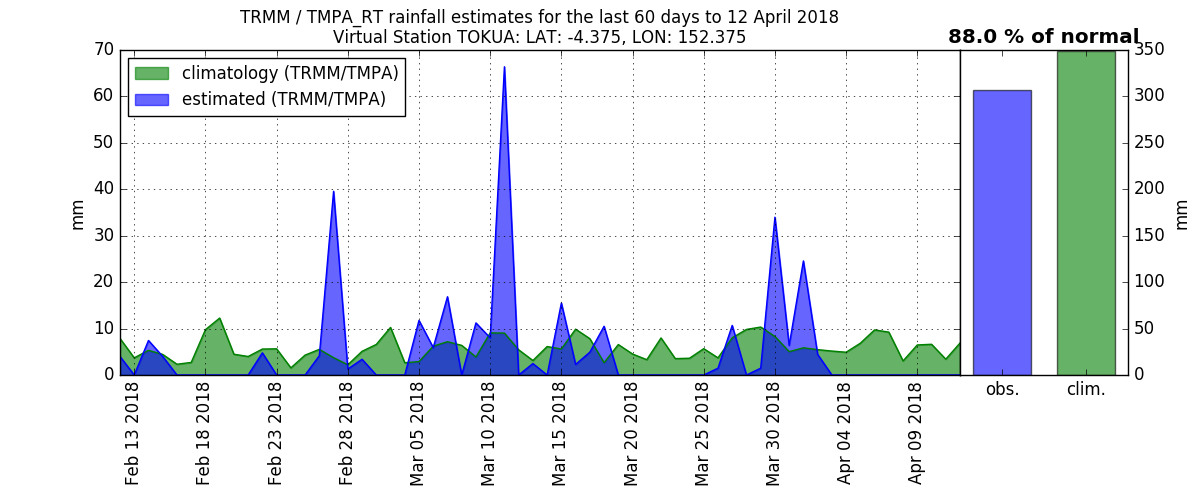 TRMM / TMPA_RT rainfall estimates for the last 60 days to 12 April 2018
Virtual Station TOKUA: LAT: -4.375, LON: 152.375
88.0 % of normal
climatology (TRMM/TMPA)
estimated (TRMM/TMPA)
70
60
50
40
30
20
10
0
mm
Feb 13 2018
Feb 18 2018
Feb 23 2018
Feb 28 2018
Mar 05 2018
Mar 10 2018
Mar 15 2018
Mar 20 2018
Mar 25 2018
Mar 30 2018
Apr 04 2018
Apr 09 2018
obs.
clim.
350
300
250
200
150
100
50
0
mm